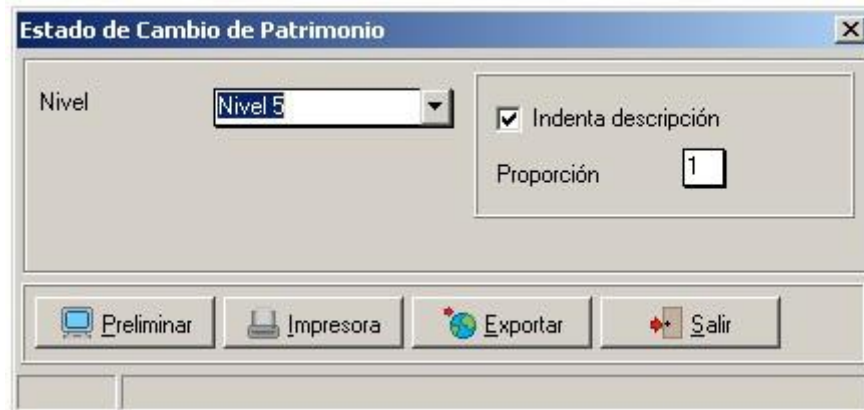 Estado de Cambio de Patrimonio
Nivel
Nivel 5
Indenta descripción
Proporción
1
Preliminar
Impresora
Exportar
Salir